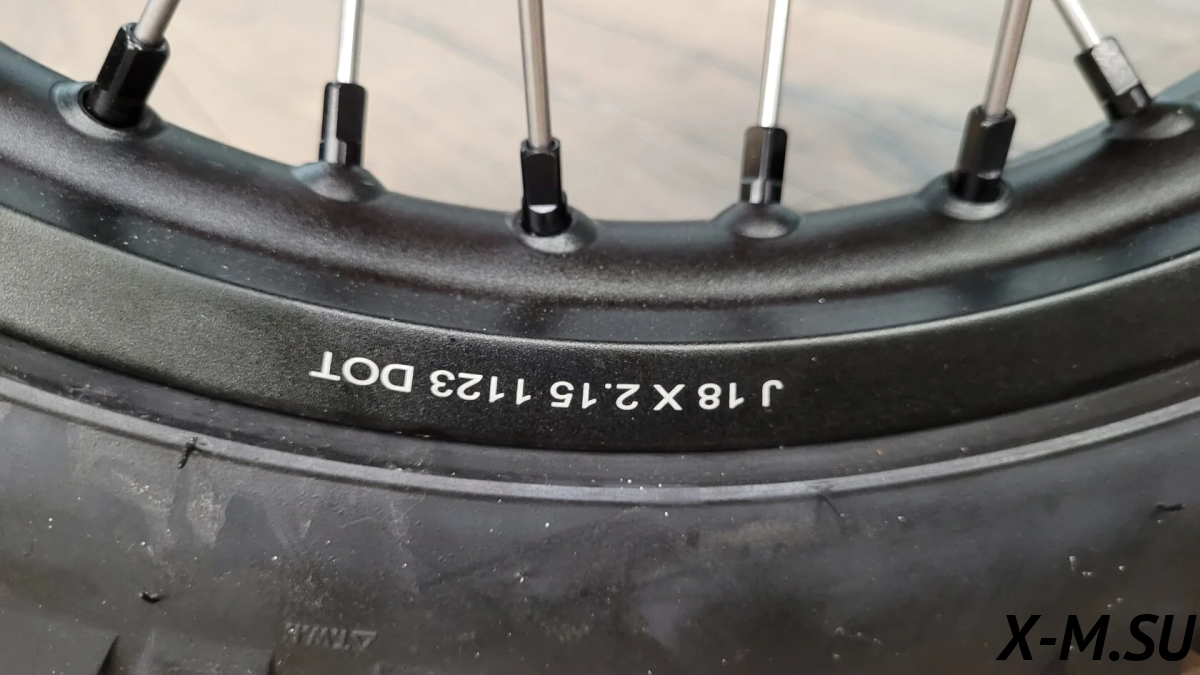 J 18 X 2.15 1123 DOT
T.W.I.
X-M.SU